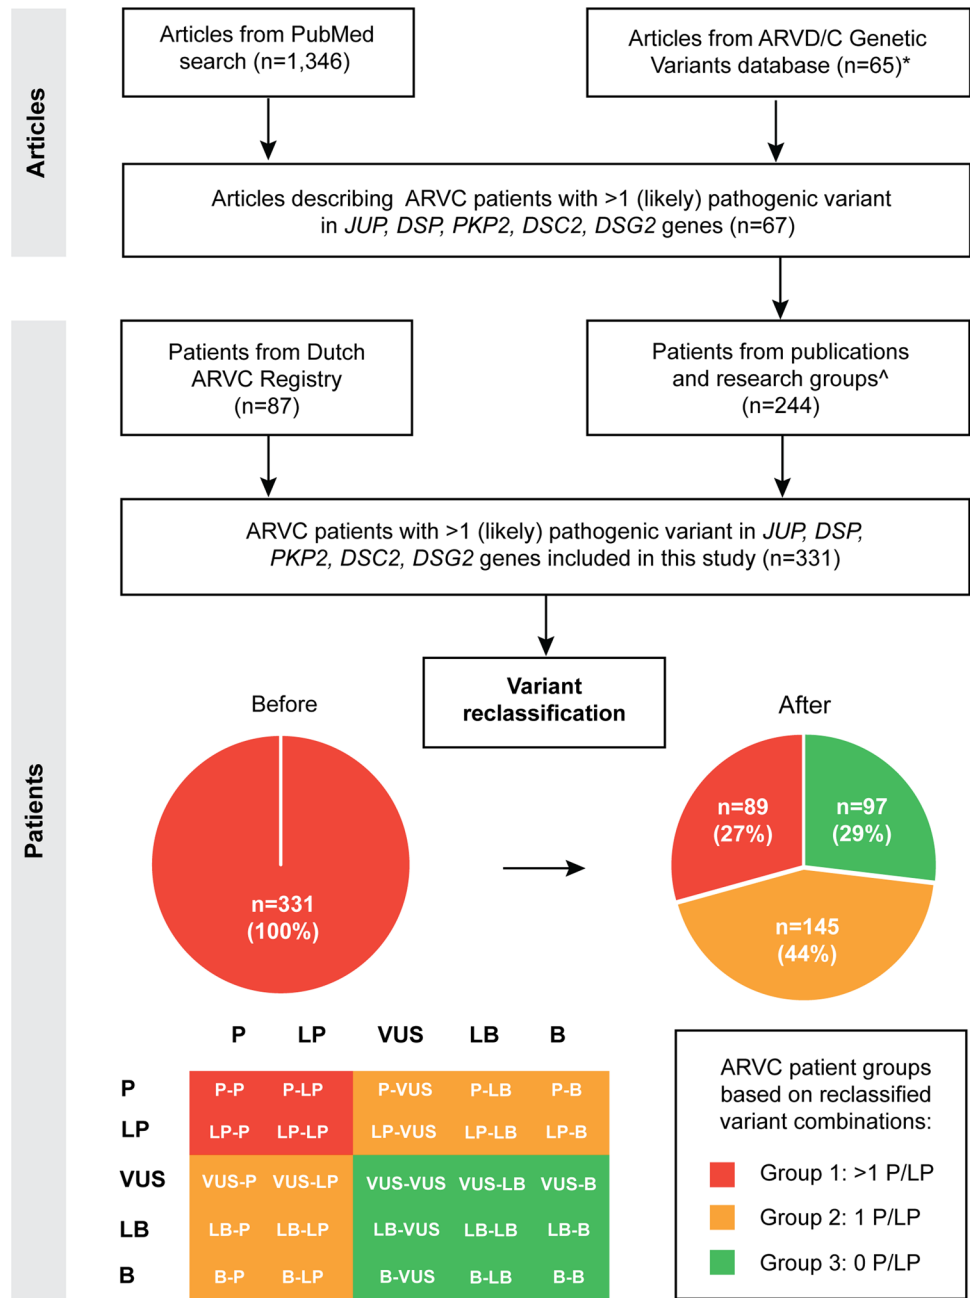 Articles
Articles from PubMed
search (n=1,346)
Articles from ARVD/C Genetic
Variants database (n=65)*
Articles describing ARVC patients with >1 (likely) pathogenic variant
in JUP, DSP, PKP2, DSC2, DSG2 genes (n=67)
Patients
Patients from Dutch
ARVC Registry
(n=87)
Patients from publications
and research groups^
(n=244)
ARVC patients with >1 (likely) pathogenic variant in JUP, DSP,
PKP2, DSC2, DSG2 genes included in this study (n=331)
Variant
reclassification
Before
n=331
(100%)
After
n=89
(27%)
n=97
(29%)
n=145
(44%)
P LP VUS LB B
P P-P P-LP P-VUS P-LB P-B
LP LP-P LP-LP LP-VUS LP-LB LP-B
VUS VUS-P VUS-LP VUS-VUS VUS-LB VUS-B
LB LB-P LB-LP LB-VUS LB-LB LB-B
B B-P B-LP B-VUS B-LB B-B
ARVC patient groups
based on reclassified
variant combinations:
Group 1: >1 P/LP
Group 2: 1 P/LP
Group 3: 0 P/LP